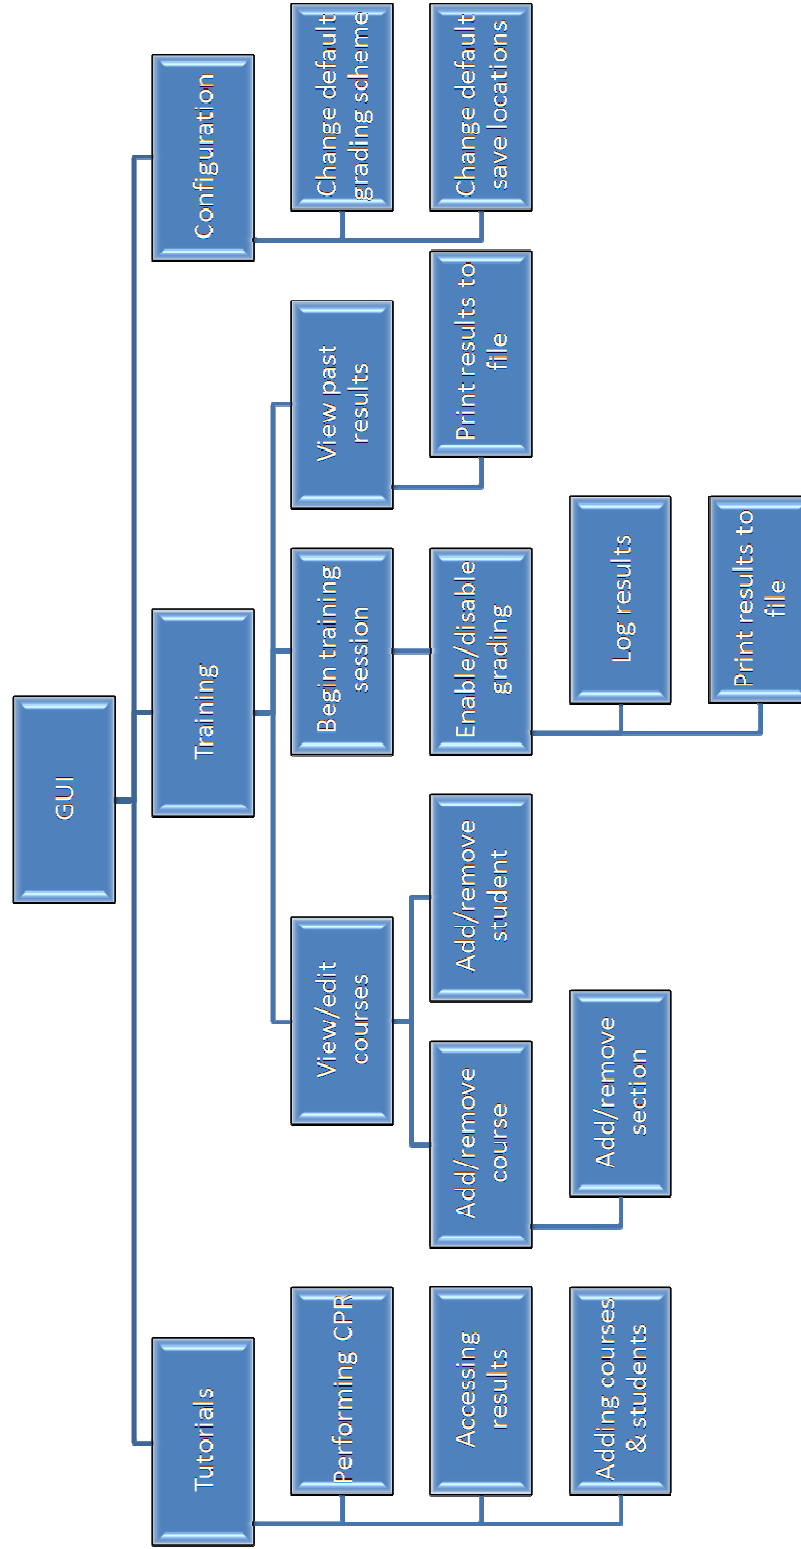 GUI
Tutorials
Training
Configuration
Performing CPR
View/edit
courses
Begin training
session
View past
results
Change default
grading scheme
Accessing
results
Add/remove
course
Add/remove
student
Enable/disable
grading
Print results to
file
Change default
save locations
Adding courses
& students
Add/remove
section
Log results
Print results to
file